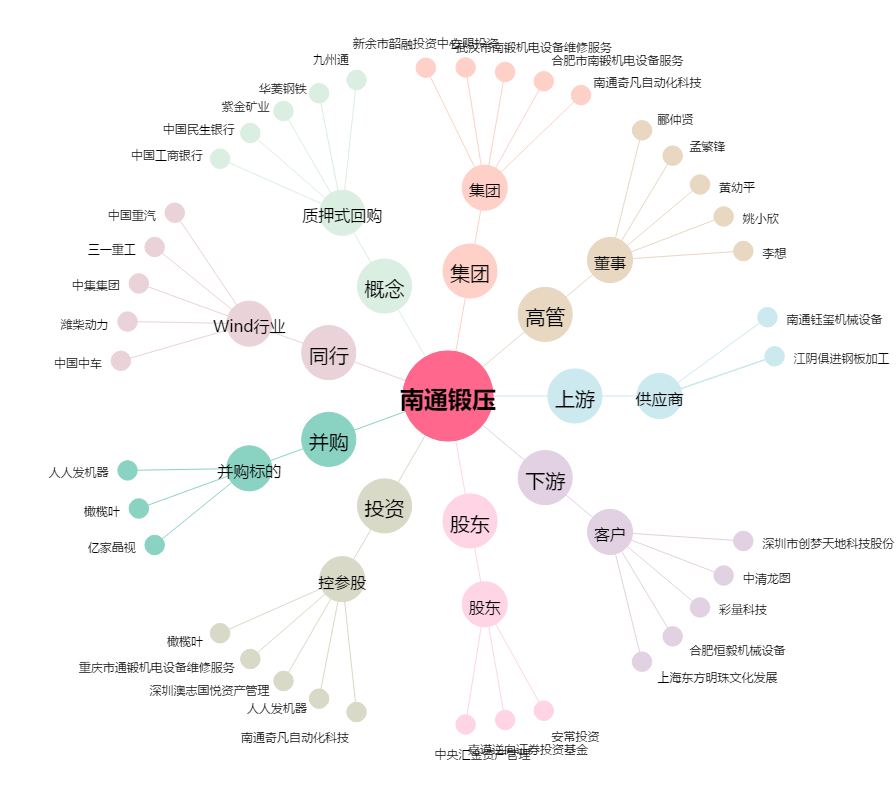 新余市韶融投资中心
武汉市南锻机电设备维修服务
合肥市南锻机电设备服务
南通奇凡自动化科技
集团
集团
郦仲贤
孟繁锋
黄幼平
姚小欣
李想
董事
高管
南通钰玺机械设备
江阴俱进钢板加工
供应商
上游
下游
客户
深圳市创梦天地科技股份
中清龙图
彩量科技
合肥恒毅机械设备
上海东方明珠文化发展
股东
股东
安常投资
中央汇金资产管理
投资
控参股
橄榄叶
重庆市通锻机电设备维修服务
深圳澳志国悦资产管理
人人发机器
南通奇凡自动化科技
并购
并购标的
人人发机器
橄榄叶
亿家晶视
同行
Wind行业
中国重汽
三一重工
中集集团
潍柴动力
中国中车
概念
质押式回购
九州通
华菱钢铁
紫金矿业
中国民生银行
中国工商银行
南通锻压